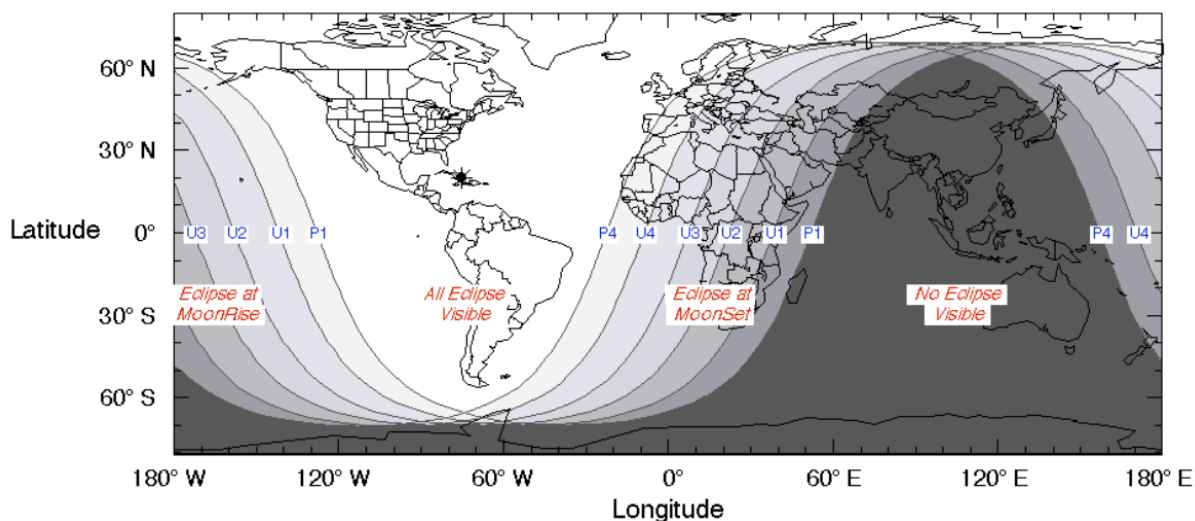 60° N
30° N
Latitude 0° U3 U2 U1 P1 P4 U4 U3 U2 U1 P1 P4 U4
Eclipse at MoonRise
All Eclipse Visible
Eclipse at MoonSet
No Eclipse Visible
30° S
60° S
180° W 120° W 60° W 0° 60° E 120° E 180° E
Longitude